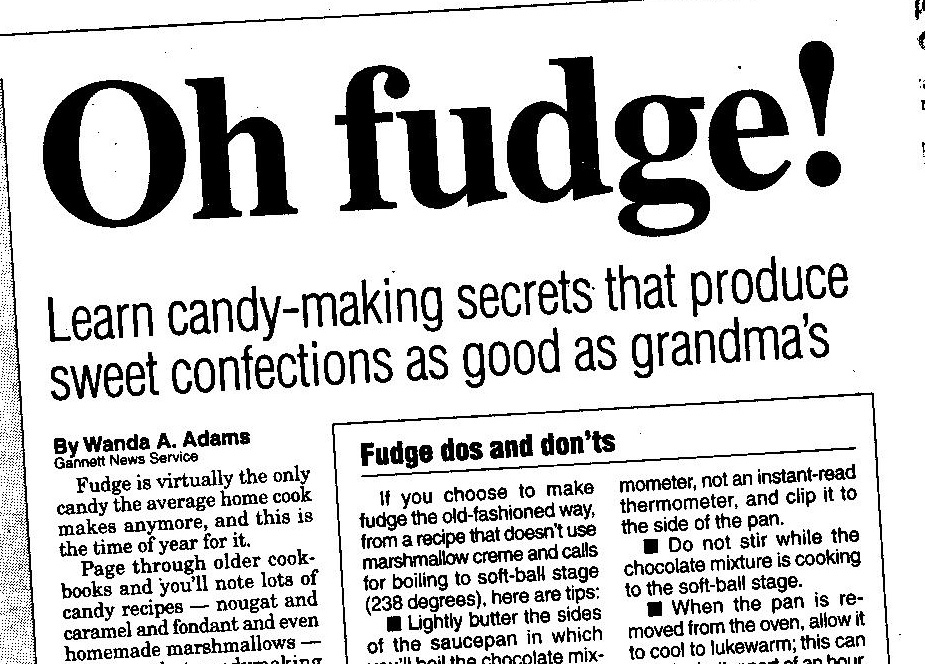 Oh fudge!
Learn candy-making secrets that produce
sweet confections as good as grandma's
By Wanda A. Adams
Gannett News Service
Fudge is virtually the only
candy the average home cook
makes anymore, and this is
the time of year for it.
Page through older cook-
books and you'll note lots of
candy recipes — nougat and
caramel and fondant and even
homemade marshmallows —
Fudge dos and don'ts
If you choose to make
fudge the old-fashioned way,
from a recipe that doesn't use
marshmallow creme and calls
for boiling to soft-ball stage
(238 degrees), here are tips:
■ Lightly butter the sides
of the saucepan in which
you'll boil the chocolate mix-
mometer, not an instant-read
thermometer, and clip it to
the side of the pan.
■ Do not stir while the
chocolate mixture is cooking
to the soft-ball stage.
■ When the pan is re-
moved from the oven, allow it
to cool to lukewarm; this can
of an hour